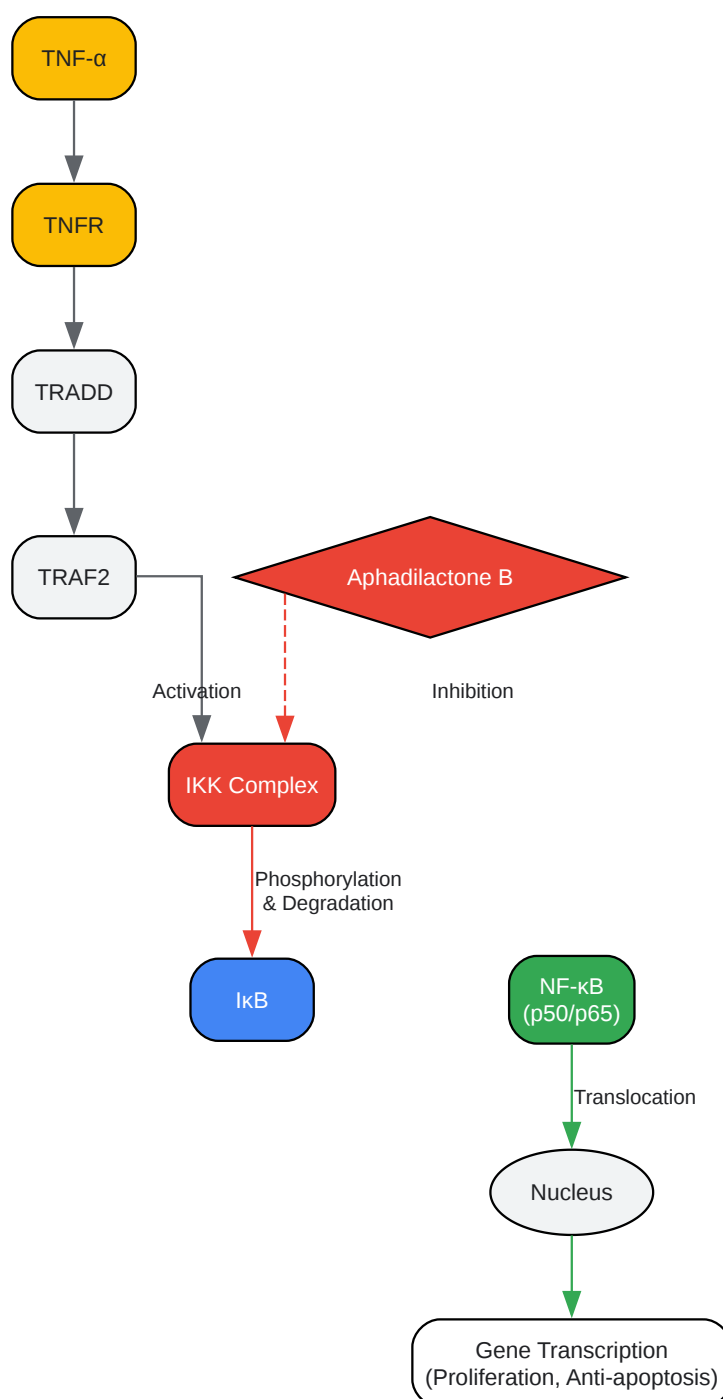 TNF-α
TNFR
TRADD
TRAF2
Aphadilactone B
Activation
Inhibition
IKK Complex
Phosphorylation
& Degradation
IκB
NF-κB
(p50/p65)
Translocation
Nucleus
Gene Transcription
(Proliferation, Anti-apoptosis)